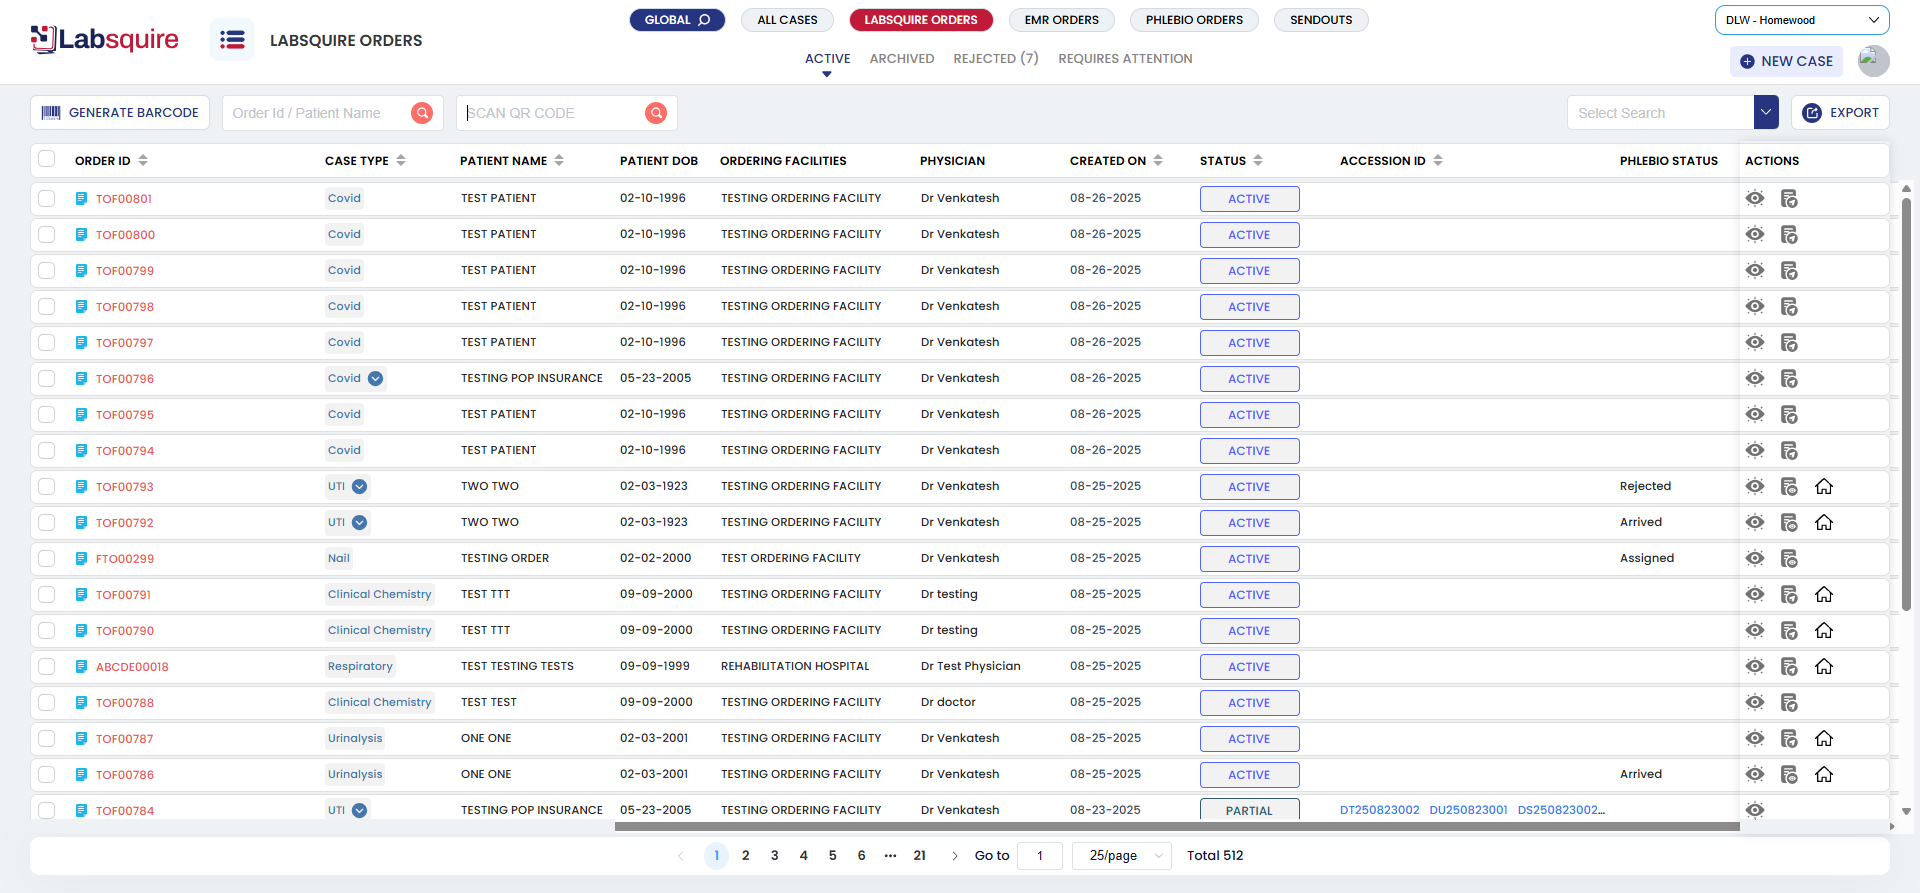 Labsquire
LABSQUIRE ORDERS
GLOBAL ALL CASES LABSQUIRE ORDERS EMR ORDERS PHLEBIO ORDERS SENDOUTS
DLW - Homewood
ACTIVE ARCHIVED REJECTED (7) REQUIRES ATTENTION
NEW CASE
GENERATE BARCODE Order Id / Patient Name SCAN QR CODE Select Search EXPORT
ORDER ID CASE TYPE PATIENT NAME PATIENT DOB ORDERING FACILITIES PHYSICIAN CREATED ON STATUS ACCESSION ID PHLEBIO STATUS ACTIONS
TOF00801 Covid TEST PATIENT 02-10-1996 TESTING ORDERING FACILITY Dr Venkatesh 08-26-2025 ACTIVE
TOF00800 Covid TEST PATIENT 02-10-1996 TESTING ORDERING FACILITY Dr Venkatesh 08-26-2025 ACTIVE
TOF00799 Covid TEST PATIENT 02-10-1996 TESTING ORDERING FACILITY Dr Venkatesh 08-26-2025 ACTIVE
TOF00798 Covid TEST PATIENT 02-10-1996 TESTING ORDERING FACILITY Dr Venkatesh 08-26-2025 ACTIVE
TOF00797 Covid TEST PATIENT 02-10-1996 TESTING ORDERING FACILITY Dr Venkatesh 08-26-2025 ACTIVE
TOF00796 Covid TESTING POP INSURANCE 05-23-2005 TESTING ORDERING FACILITY Dr Venkatesh 08-26-2025 ACTIVE
TOF00795 Covid TEST PATIENT 02-10-1996 TESTING ORDERING FACILITY Dr Venkatesh 08-26-2025 ACTIVE
TOF00794 Covid TEST PATIENT 02-10-1996 TESTING ORDERING FACILITY Dr Venkatesh 08-26-2025 ACTIVE
TOF00793 UTI TWO TWO 02-03-1923 TESTING ORDERING FACILITY Dr Venkatesh 08-25-2025 ACTIVE Rejected
TOF00792 UTI TWO TWO 02-03-1923 TESTING ORDERING FACILITY Dr Venkatesh 08-25-2025 ACTIVE Arrived
FTO00299 Nail TESTING ORDER 02-02-2000 TEST ORDERING FACILITY Dr Venkatesh 08-25-2025 ACTIVE Assigned
TOF00791 Clinical Chemistry TEST TTT 09-09-2000 TESTING ORDERING FACILITY Dr testing 08-25-2025 ACTIVE
TOF00790 Clinical Chemistry TEST TTT 09-09-2000 TESTING ORDERING FACILITY Dr testing 08-25-2025 ACTIVE
ABCDE00018 Respiratory TEST TESTING TESTS 09-09-1999 REHABILITATION HOSPITAL Dr Test Physician 08-25-2025 ACTIVE
TOF00788 Clinical Chemistry TEST TEST 09-09-2000 TESTING ORDERING FACILITY Dr doctor 08-25-2025 ACTIVE
TOF00787 Urinalysis ONE ONE 02-03-2001 TESTING ORDERING FACILITY Dr Venkatesh 08-25-2025 ACTIVE
TOF00786 Urinalysis ONE ONE 02-03-2001 TESTING ORDERING FACILITY Dr Venkatesh 08-25-2025 ACTIVE Arrived
TOF00784 UTI TESTING POP INSURANCE 05-23-2005 TESTING ORDERING FACILITY Dr Venkatesh 08-23-2025 PARTIAL DT250823002 DU250823001 DS250823002...
1 2 3 4 5 6 ••• 21 Go to 1 25/page Total 512